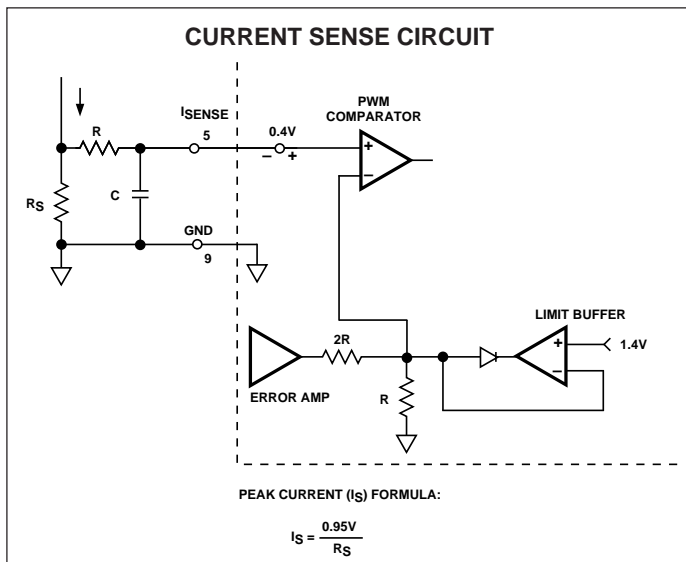 CURRENT SENSE CIRCUIT
PWM
COMPARATOR
ISENSE
R
5
0.4V
– +
+
–
RS
C
GND
9
LIMIT BUFFER
2R
+
1.4V
–
ERROR AMP
R
PEAK CURRENT (IS) FORMULA:
IS = 0.95V
RS